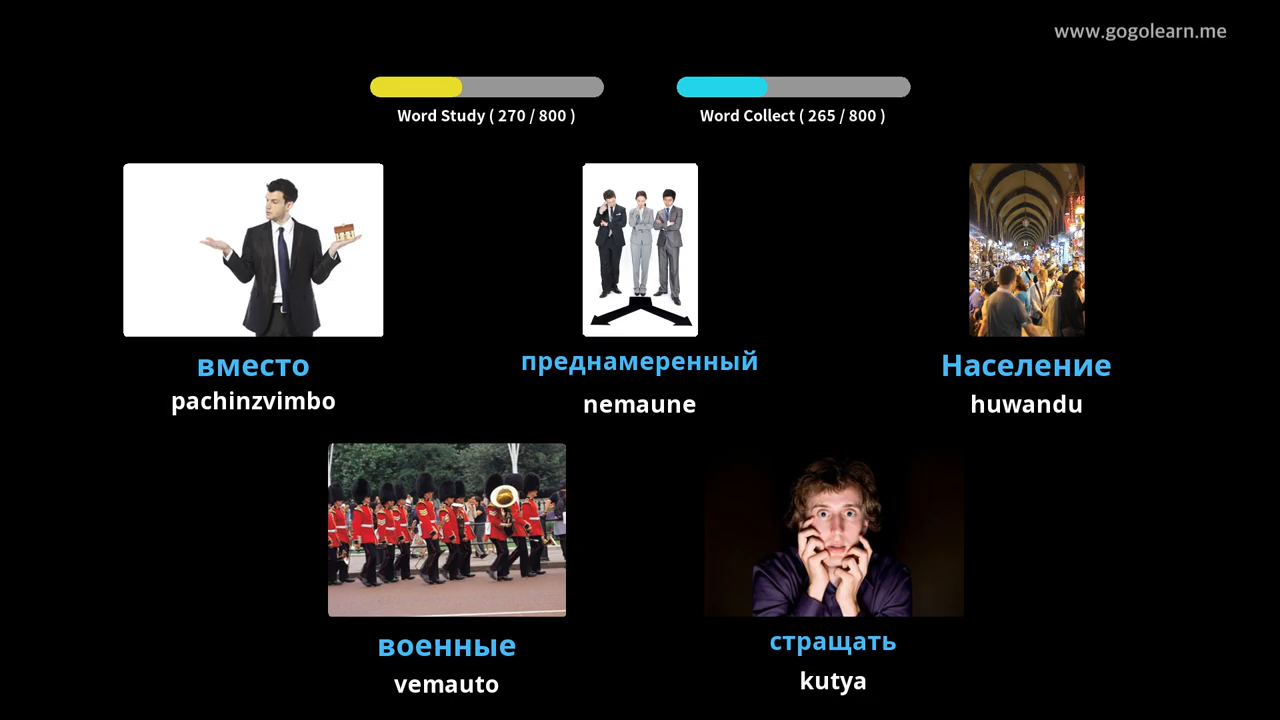 www.gogolearn.me
Word Study ( 270 / 800 )
Word Collect ( 265 / 800 )
вместо
pachinzvimbo
преднамеренный
nemaune
Население
huwandu
военные
vemauto
стращать
kutya